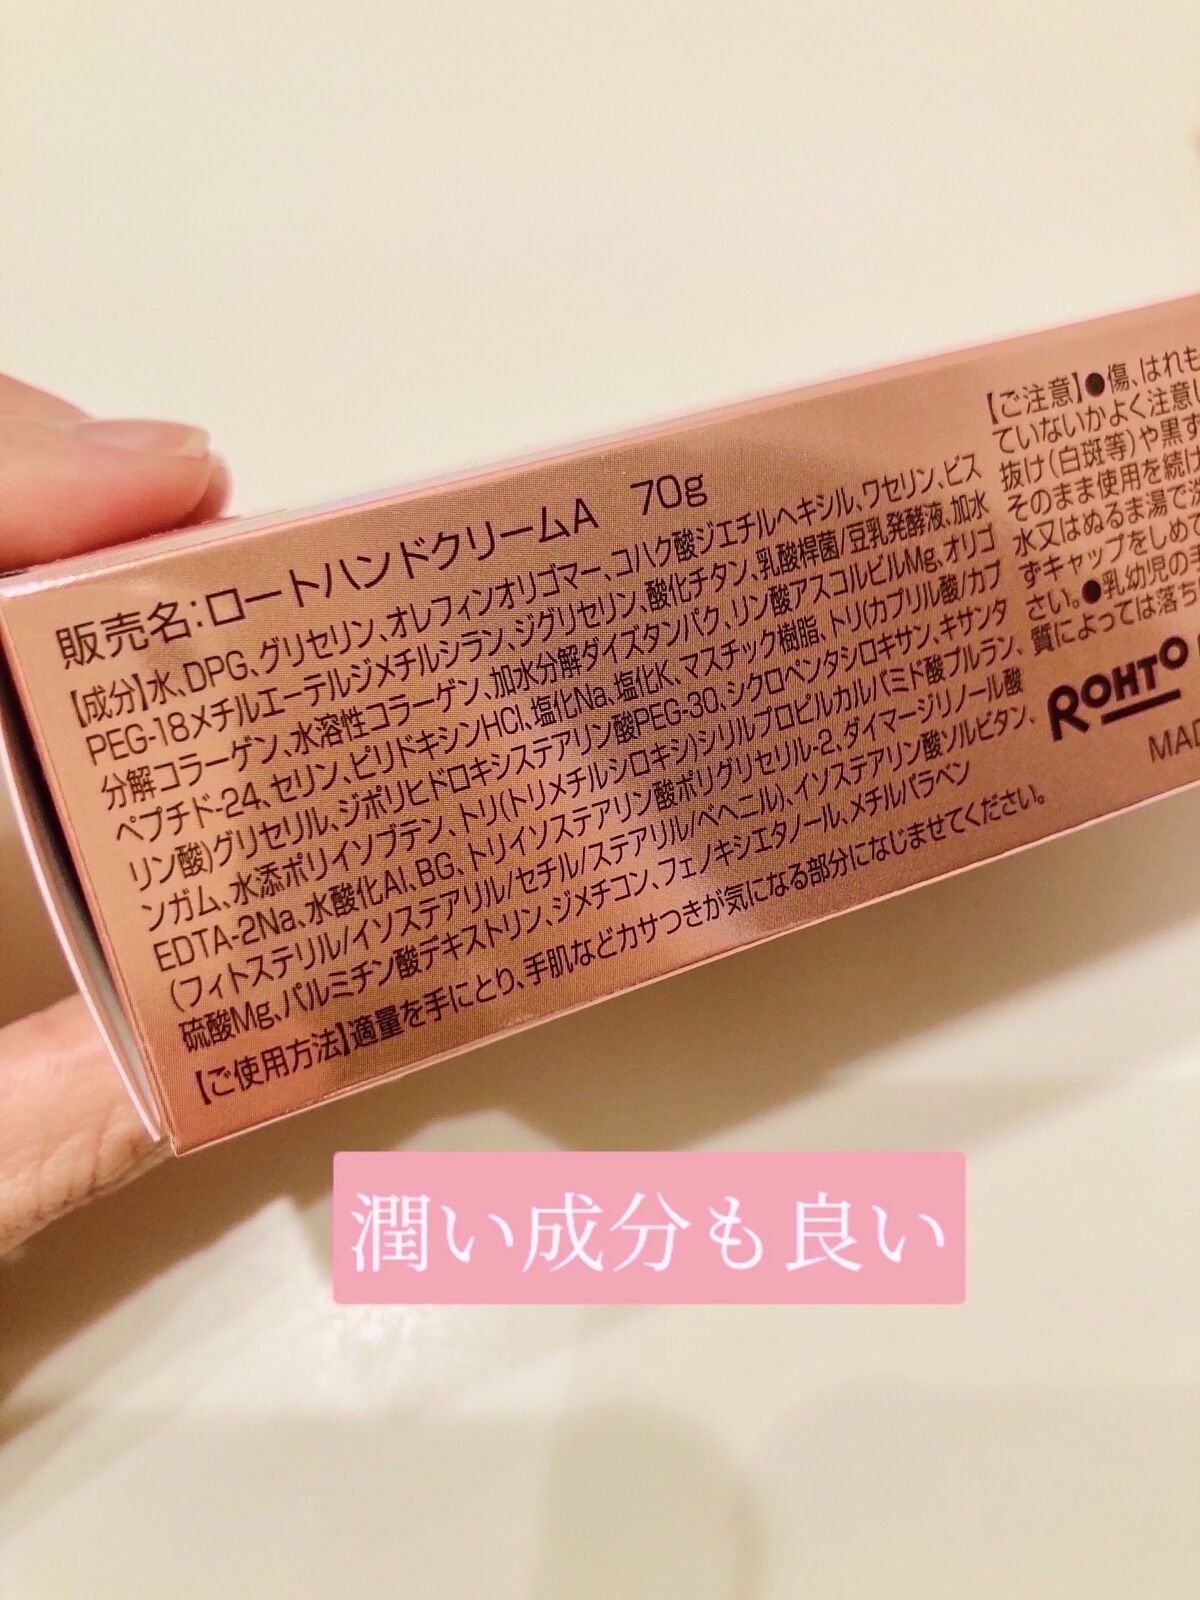 販売名:ロートハンドクリームA 70g
【成分】水、DPG、グリセリン、オレフィンオリゴマー、コハク酸ジエチルヘキシル、ワセリン、ビス
PEG-18メチルエーテルジメチルシラン、ジグリセリン、酸化チタン、乳酸桿菌/豆乳発酵液、加水
分解コラーゲン、水溶性コラーゲン、加水分解ダイズタンパク、リン酸アスコルビルMg、オリゴ
ペプチド-24、セリン、ピリドキシンHCl、塩化Na、塩化K、マスチック樹脂、トリ(カプリル酸/カプ
リン酸)グリセリル、ジポリヒドロキシステアリン酸PEG-30、シクロペンタシロキサン、キサンタ
ンガム、水添ポリイソブテン、トリ(トリメチルシロキシ)シリルプロピルカルバミド酸プルラン、
EDTA-2Na、水酸化Al、BG、トリイソステアリン酸ポリグリセリル-2、ダイマージリノール酸
(フィトステリル/イソステアリル/セチル/ステアリル/ベヘニル)、イソステアリン酸ソルビタン、
硫酸Mg、パルミチン酸デキストリン、ジメチコン、フェノキシエタノール、メチルパラベン
【ご使用方法】適量を手にとり、手肌などカサつきが気になる部分になじませてください。
【ご注意】●傷、はれも
ていないかよく注意し
抜け(白斑等)や黒ず
そのまま使用を続け
水又はぬるま湯で
ずキャップをしめ
さい。●乳幼児の手
質によっては落ち
ROHTO
MAD
潤い成分も良い